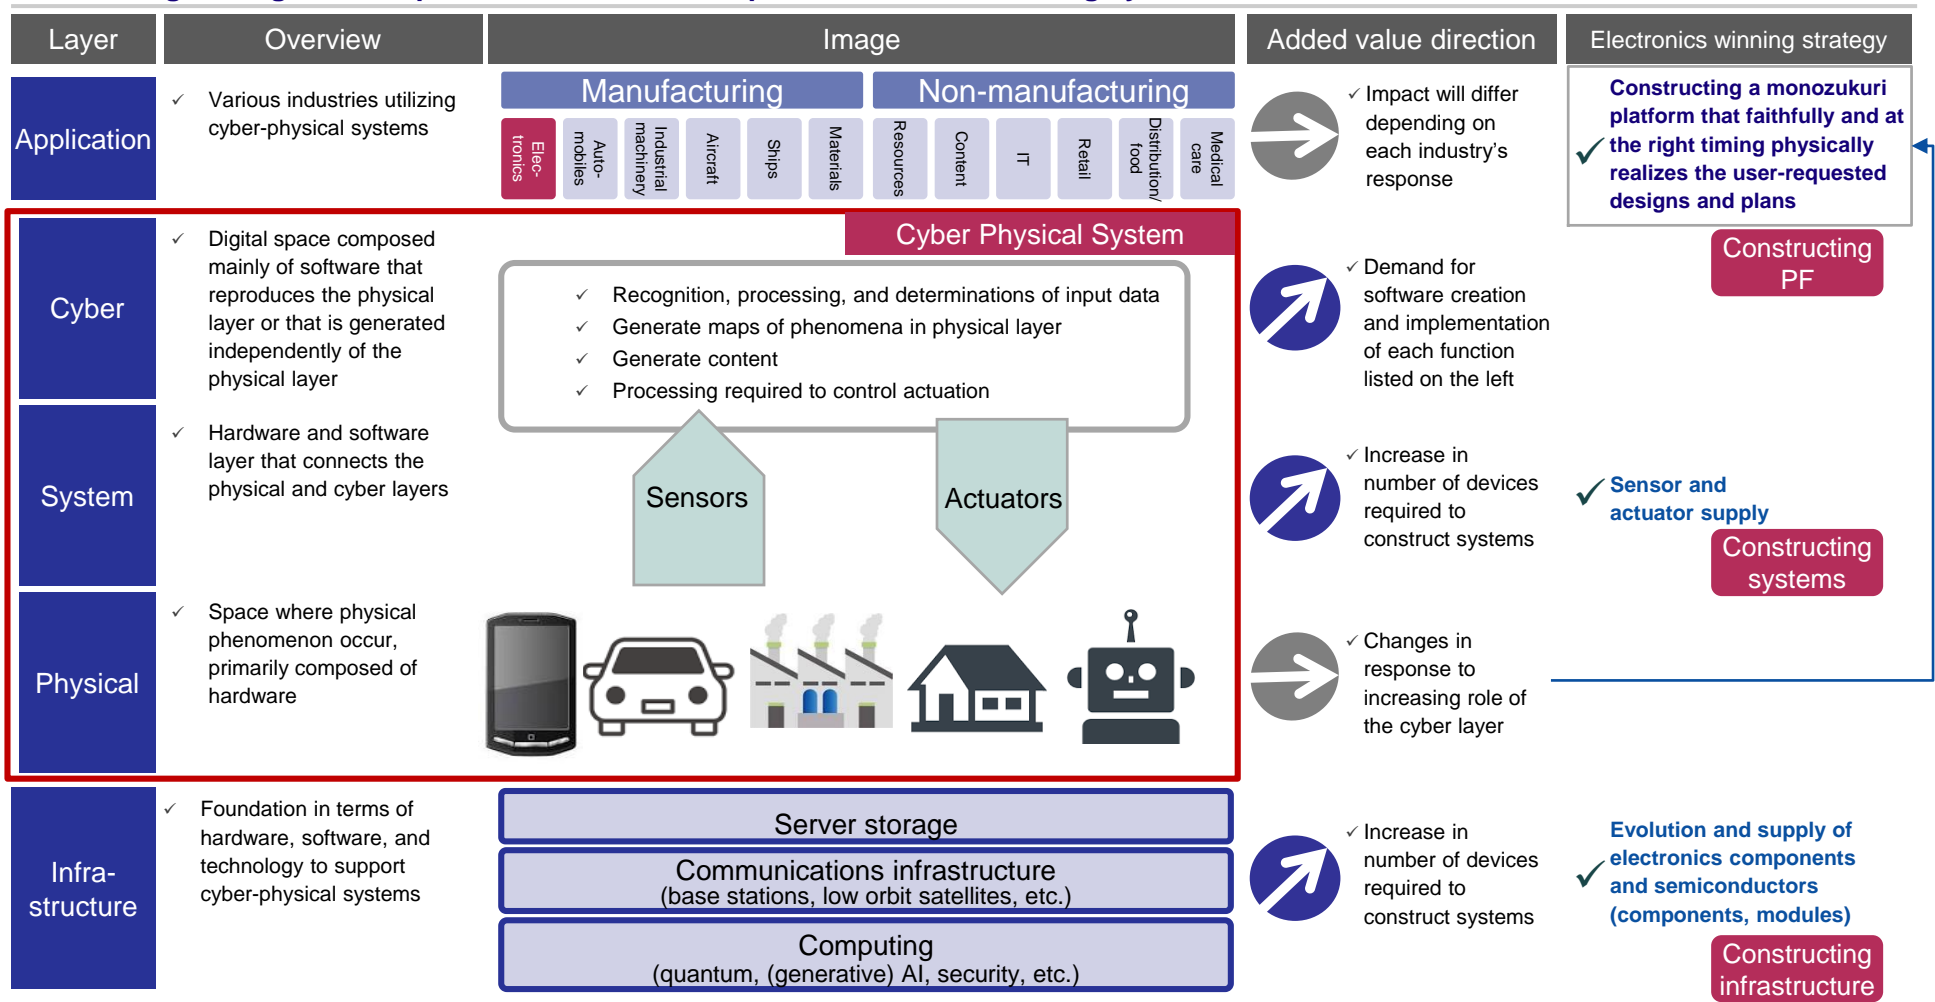 Layer
Overview
Image
Added value direction
Electronics winning strategy
Application
Various industries utilizing
cyber-physical systems
Manufacturing
Non-manufacturing
Elec-
tronics
Auto-
mobiles
Industrial
machinery
Aircraft
Ships
Materials
Resources
Content
IT
Retail
Distribution/
food
Medical
care
Impact will differ
depending on
each industry's
response
Constructing a monozukuri
platform that faithfully and at
the right timing physically
realizes the user-requested
designs and plans
Constructing
PF
Cyber
Digital space composed
mainly of software that
reproduces the physical
layer or that is generated
independently of the
physical layer
Cyber Physical System
Recognition, processing, and determinations of input data
Generate maps of phenomena in physical layer
Generate content
Processing required to control actuation
Demand for
software creation
and implementation
of each function
listed on the left
System
Hardware and software
layer that connects the
physical and cyber layers
Sensors
Actuators
Increase in
number of devices
required to
construct systems
Sensor and
actuator supply
Constructing
systems
Physical
Space where physical
phenomenon occur,
primarily composed of
hardware
Changes in
response to
increasing role of
the cyber layer
Infra-
structure
Foundation in terms of
hardware, software, and
technology to support
cyber-physical systems
Server storage
Communications infrastructure
(base stations, low orbit satellites, etc.)
Computing
(quantum, (generative) AI, security, etc.)
Increase in
number of devices
required to
construct systems
Evolution and supply of
electronics components
and semiconductors
(components, modules)
Constructing
infrastructure